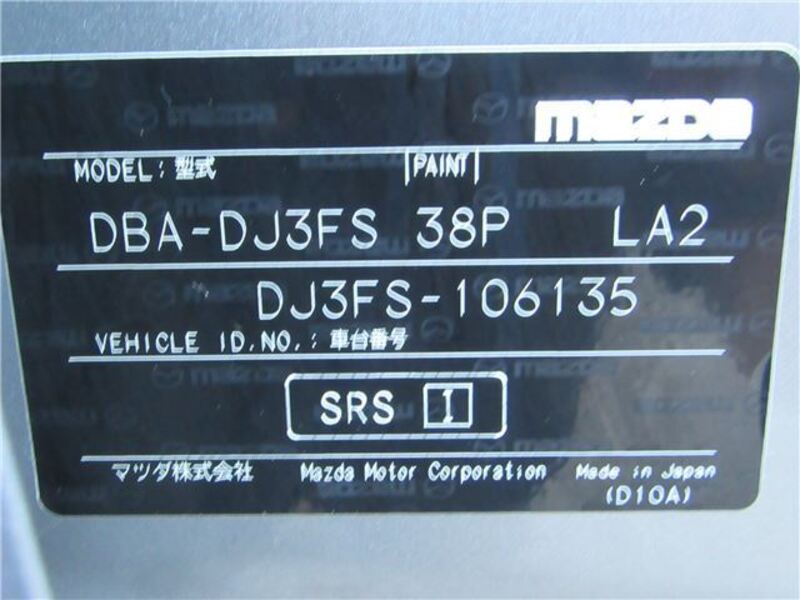 mazda
MODEL: 型式 PAINT
DBA-DJ3FS 38P LA2
DJ3FS-106135
VEHICLE ID.NO.: 車台番号
SRS I
マツダ株式会社 Mazda Motor Corporation Made in Japan
(D10A)